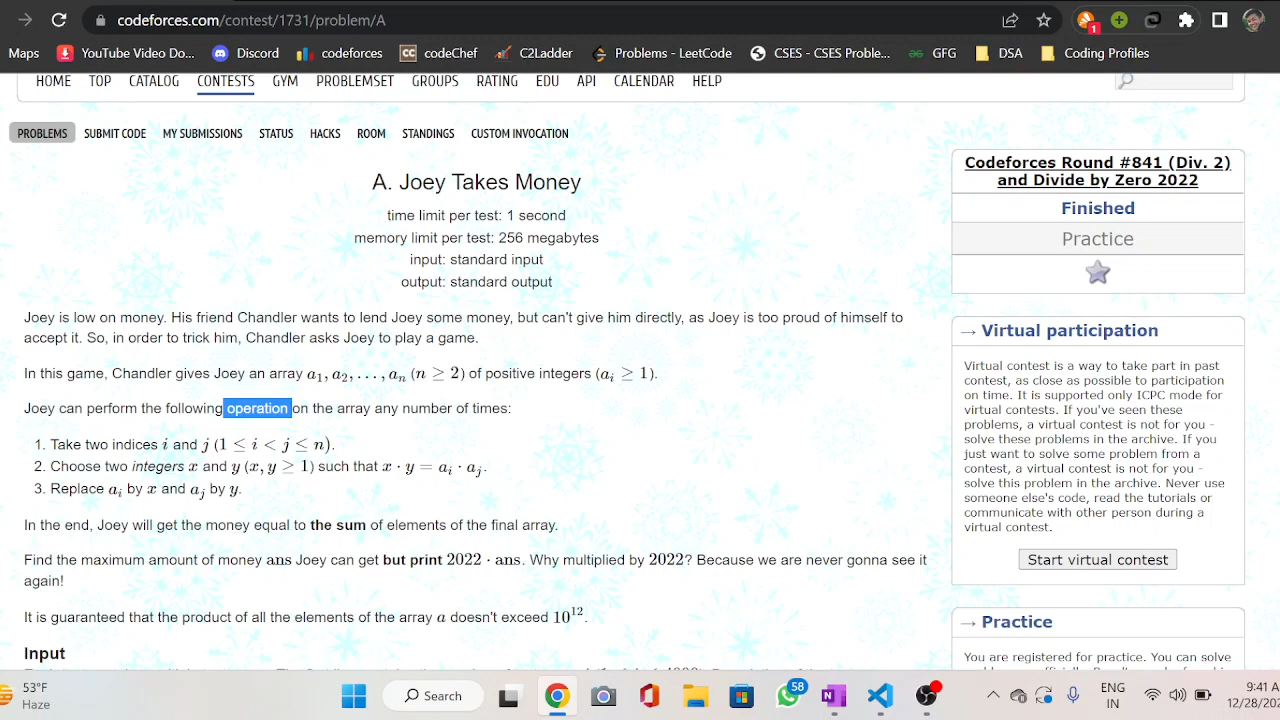 codeforces.com/contest/1731/problem/A
1
Maps YouTube Video Do... Discord codeforces CC codeChef C2Ladder Problems - LeetCode CSES - CSES Proble... GFG DSA Coding Profiles
HOME TOP CATALOG CONTESTS GYM PROBLEMSET GROUPS RATING EDU API CALENDAR HELP
PROBLEMS SUBMIT CODE MY SUBMISSIONS STATUS HACKS ROOM STANDINGS CUSTOM INVOCATION
A. Joey Takes Money
time limit per test: 1 second
memory limit per test: 256 megabytes
input: standard input
output: standard output
Joey is low on money. His friend Chandler wants to lend Joey some money, but can't give him directly, as Joey is too proud of himself to
accept it. So, in order to trick him, Chandler asks Joey to play a game.
In this game, Chandler gives Joey an array a₁, a₂, . . . , aₙ (n ≥ 2) of positive integers (aᵢ ≥ 1).
Joey can perform the following operation on the array any number of times:
1. Take two indices i and j (1 ≤ i < j ≤ n).
2. Choose two integers x and y (x, y ≥ 1) such that x · y = aᵢ · aⱼ.
3. Replace aᵢ by x and aⱼ by y.
In the end, Joey will get the money equal to the sum of elements of the final array.
Find the maximum amount of money ans Joey can get but print 2022 · ans. Why multiplied by 2022? Because we are never gonna see it
again!
It is guaranteed that the product of all the elements of the array a doesn't exceed 10¹².
Input
Codeforces Round #841 (Div. 2)
and Divide by Zero 2022
Finished
Practice
→ Virtual participation
Virtual contest is a way to take part in past
contest, as close as possible to participation
on time. It is supported only ICPC mode for
virtual contests. If you've seen these
problems, a virtual contest is not for you -
solve these problems in the archive. If you
just want to solve some problem from a
contest, a virtual contest is not for you -
solve this problem in the archive. Never use
someone else's code, read the tutorials or
communicate with other person during a
virtual contest.
Start virtual contest
→ Practice
You are registered for practice. You can solve
53°F
Haze
Search
58
ENG
IN
9:41 A
12/28/20